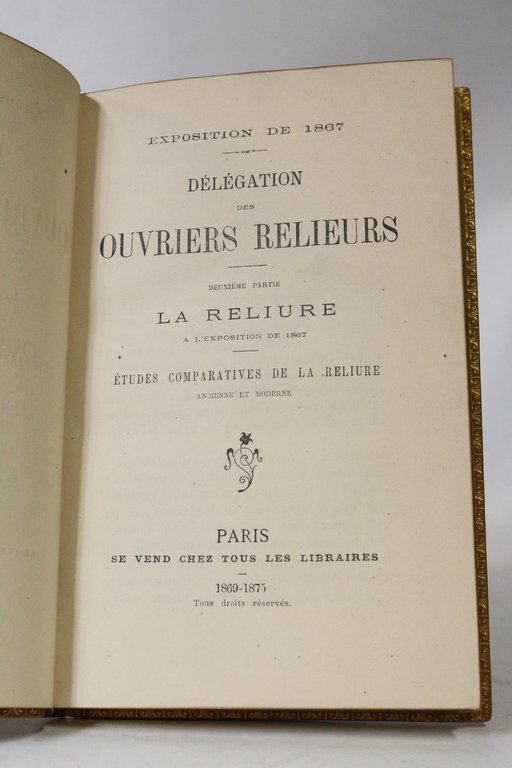 EXPOSITION DE 1867
DÉLÉGATION
DES
OUVRIERS RELIEURS
DEUXIÈME PARTIE
LA RELIURE
A L'EXPOSITION DE 1867
ÉTUDES COMPARATIVES DE LA RELIURE
ANCIENNE ET MODERNE
PARIS
SE VEND CHEZ TOUS LES LIBRAIRES
1869-1875
Tous droits réservés.